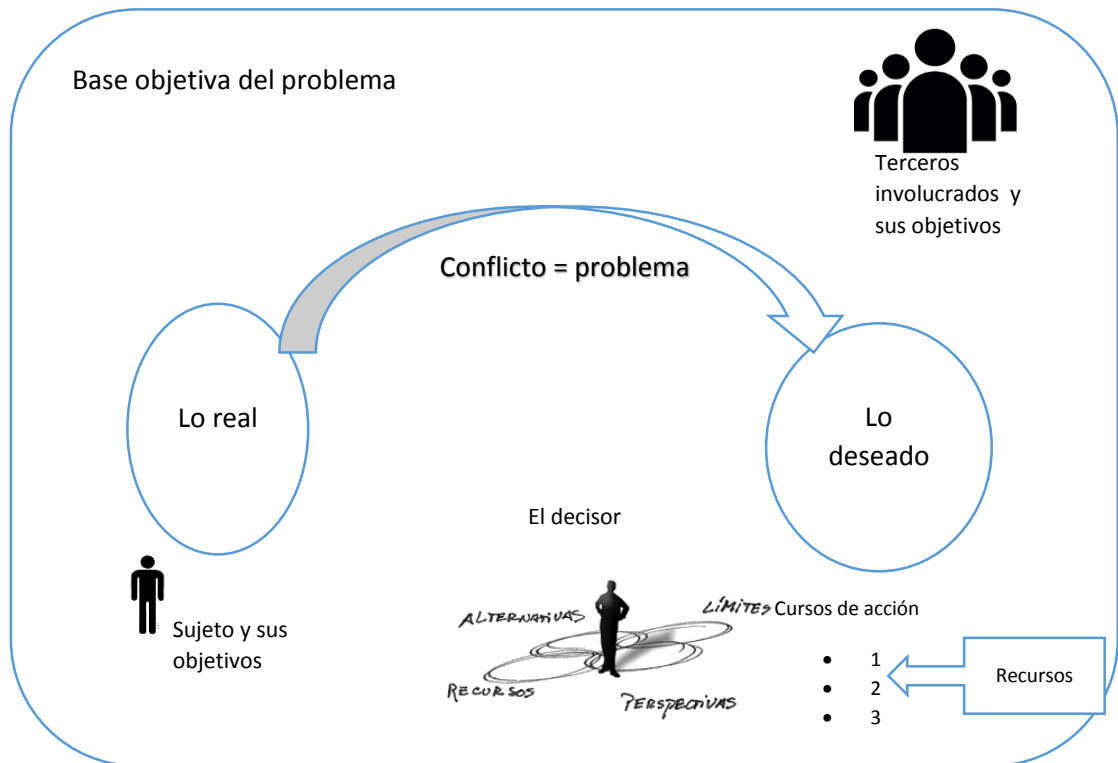 Base objetiva del problema
Terceros
involucrados y
sus objetivos
Conflicto = problema
Lo real
Lo
deseado
El decisor
Sujeto y sus
objetivos
ALTERNATIVAS
LÍMITES
RECURSOS
PERSPECTIVAS
Cursos de acción
• 1
• 2
• 3
Recursos